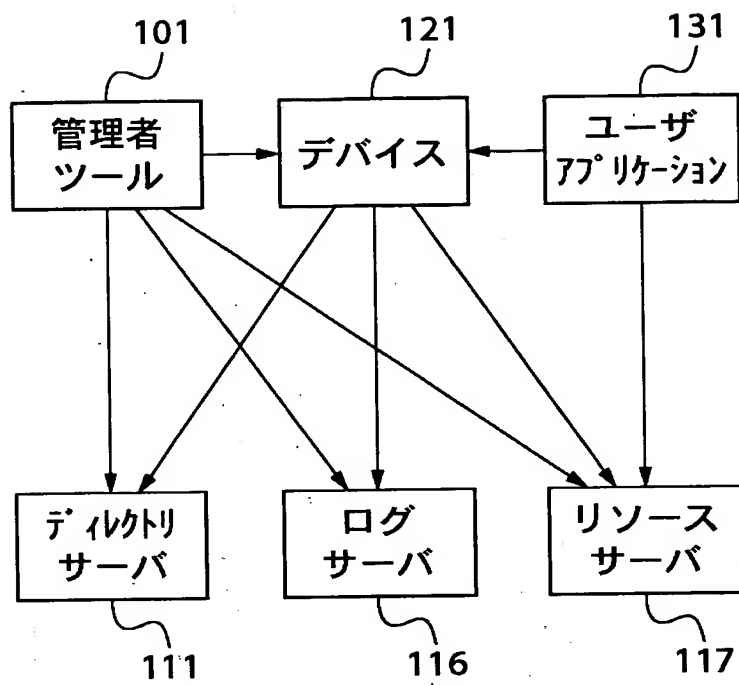 101
121
131
管理者
ツール
デバイス
ユーザ
アプリケーション
ディレクトリ
サーバ
ログ
サーバ
リソース
サーバ
111
116
117